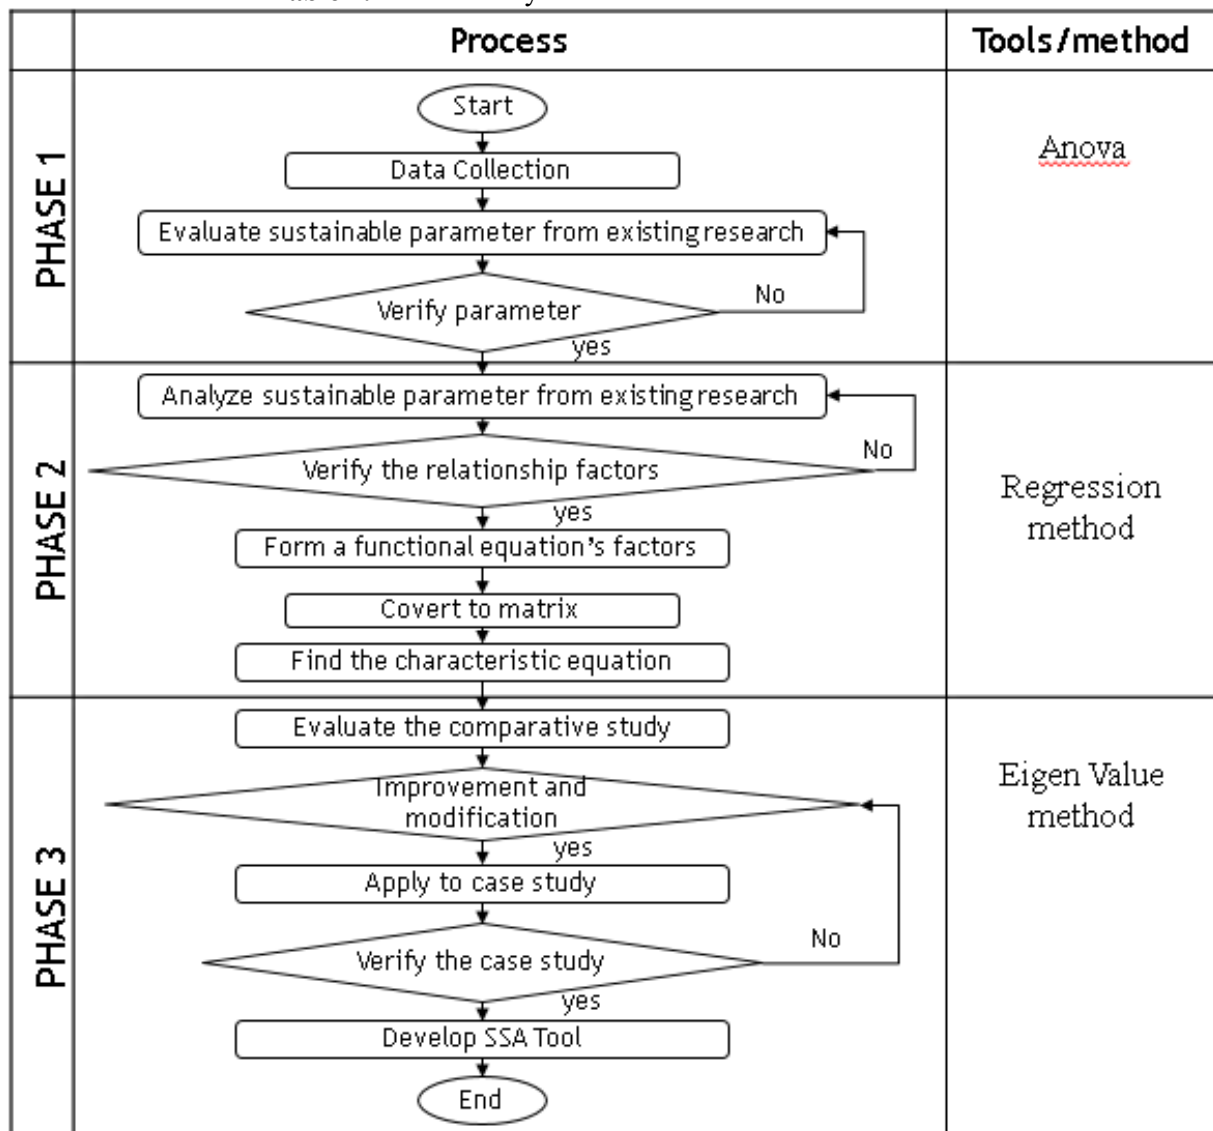 Process
Tools/method
PHASE 1
Start
Data Collection
Evaluate sustainable parameter from existing research
Verify parameter
No
yes
Anova
PHASE 2
Analyze sustainable parameter from existing research
Verify the relationship factors
No
yes
Form a functional equation’s factors
Covert to matrix
Find the characteristic equation
Regression
method
PHASE 3
Evaluate the comparative study
Improvement and
modification
yes
Apply to case study
Verify the case study
No
yes
Develop SSA Tool
End
Eigen Value
method